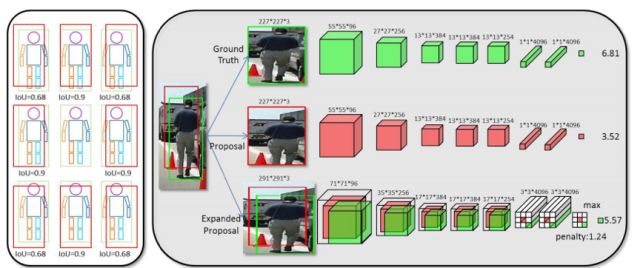 IoU=0.68 IoU=0.9 IoU=0.68
IoU=0.9 IoU=0.9
IoU=0.68 IoU=0.9 IoU=0.68
227*227*3
Ground
Truth
55*55*96
27*27*256
13*13*384
13*13*384
13*13*254
1*1*4096
1*1*4096
6.81
227*227*3
Proposal
55*55*96
27*27*256
13*13*384
13*13*384
13*13*254
1*1*4096
1*1*4096
3.52
291*291*3
Expanded
Proposal
71*71*96
35*35*256
17*17*384
17*17*384
17*17*254
3*3*4096
3*3*4096
max
5.57
penalty:1.24